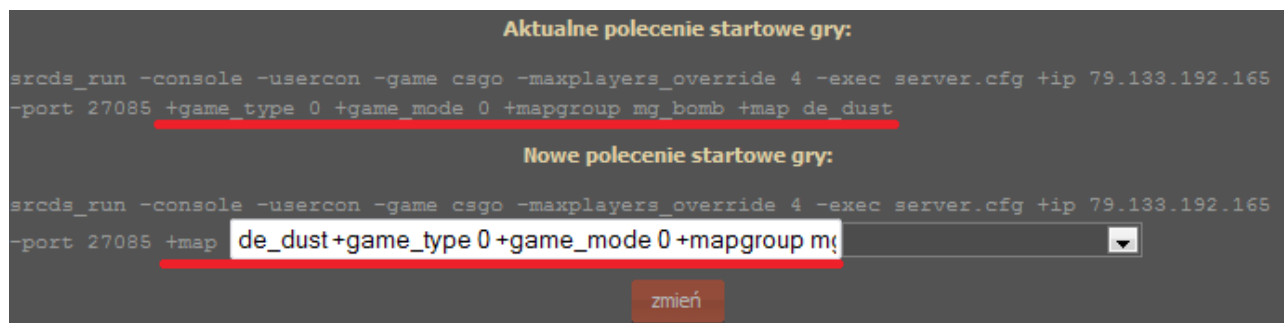 Aktualne polecenie startowe gry:
srcds_run -console -usercon -game csgo -maxplayers_override 4 -exec server.cfg +ip 79.133.192.165
-port 27085 +game_type 0 +game_mode 0 +mapgroup mg_bomb +map de_dust
Nowe polecenie startowe gry:
srcds_run -console -usercon -game csgo -maxplayers_override 4 -exec server.cfg +ip 79.133.192.165
-port 27085 +map de_dust +game_type 0 +game_mode 0 +mapgroup mg
zmień